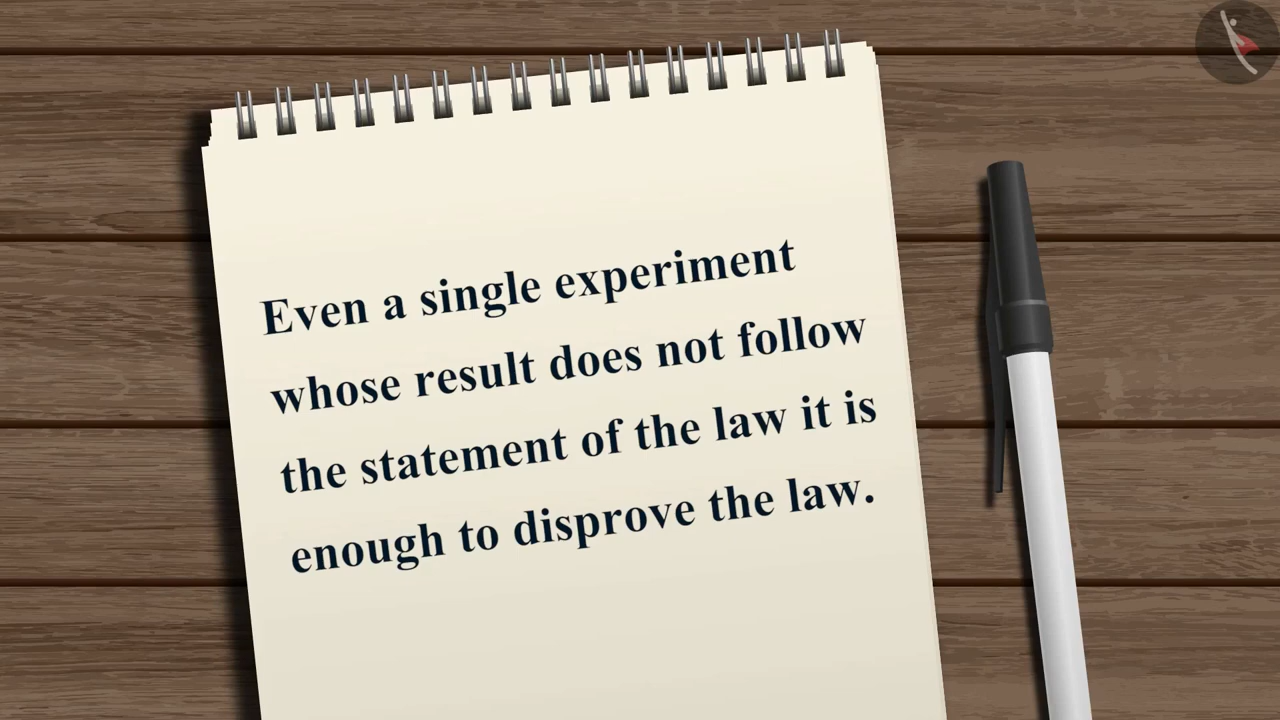 Even a single experiment
whose result does not follow
the statement of the law it is
enough to disprove the law.